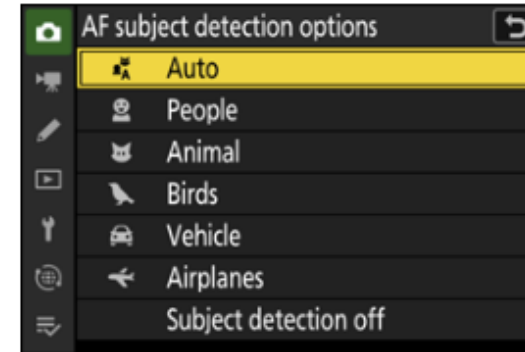 AF subject detection options
Auto
People
Animal
Birds
Vehicle
Airplanes
Subject detection off